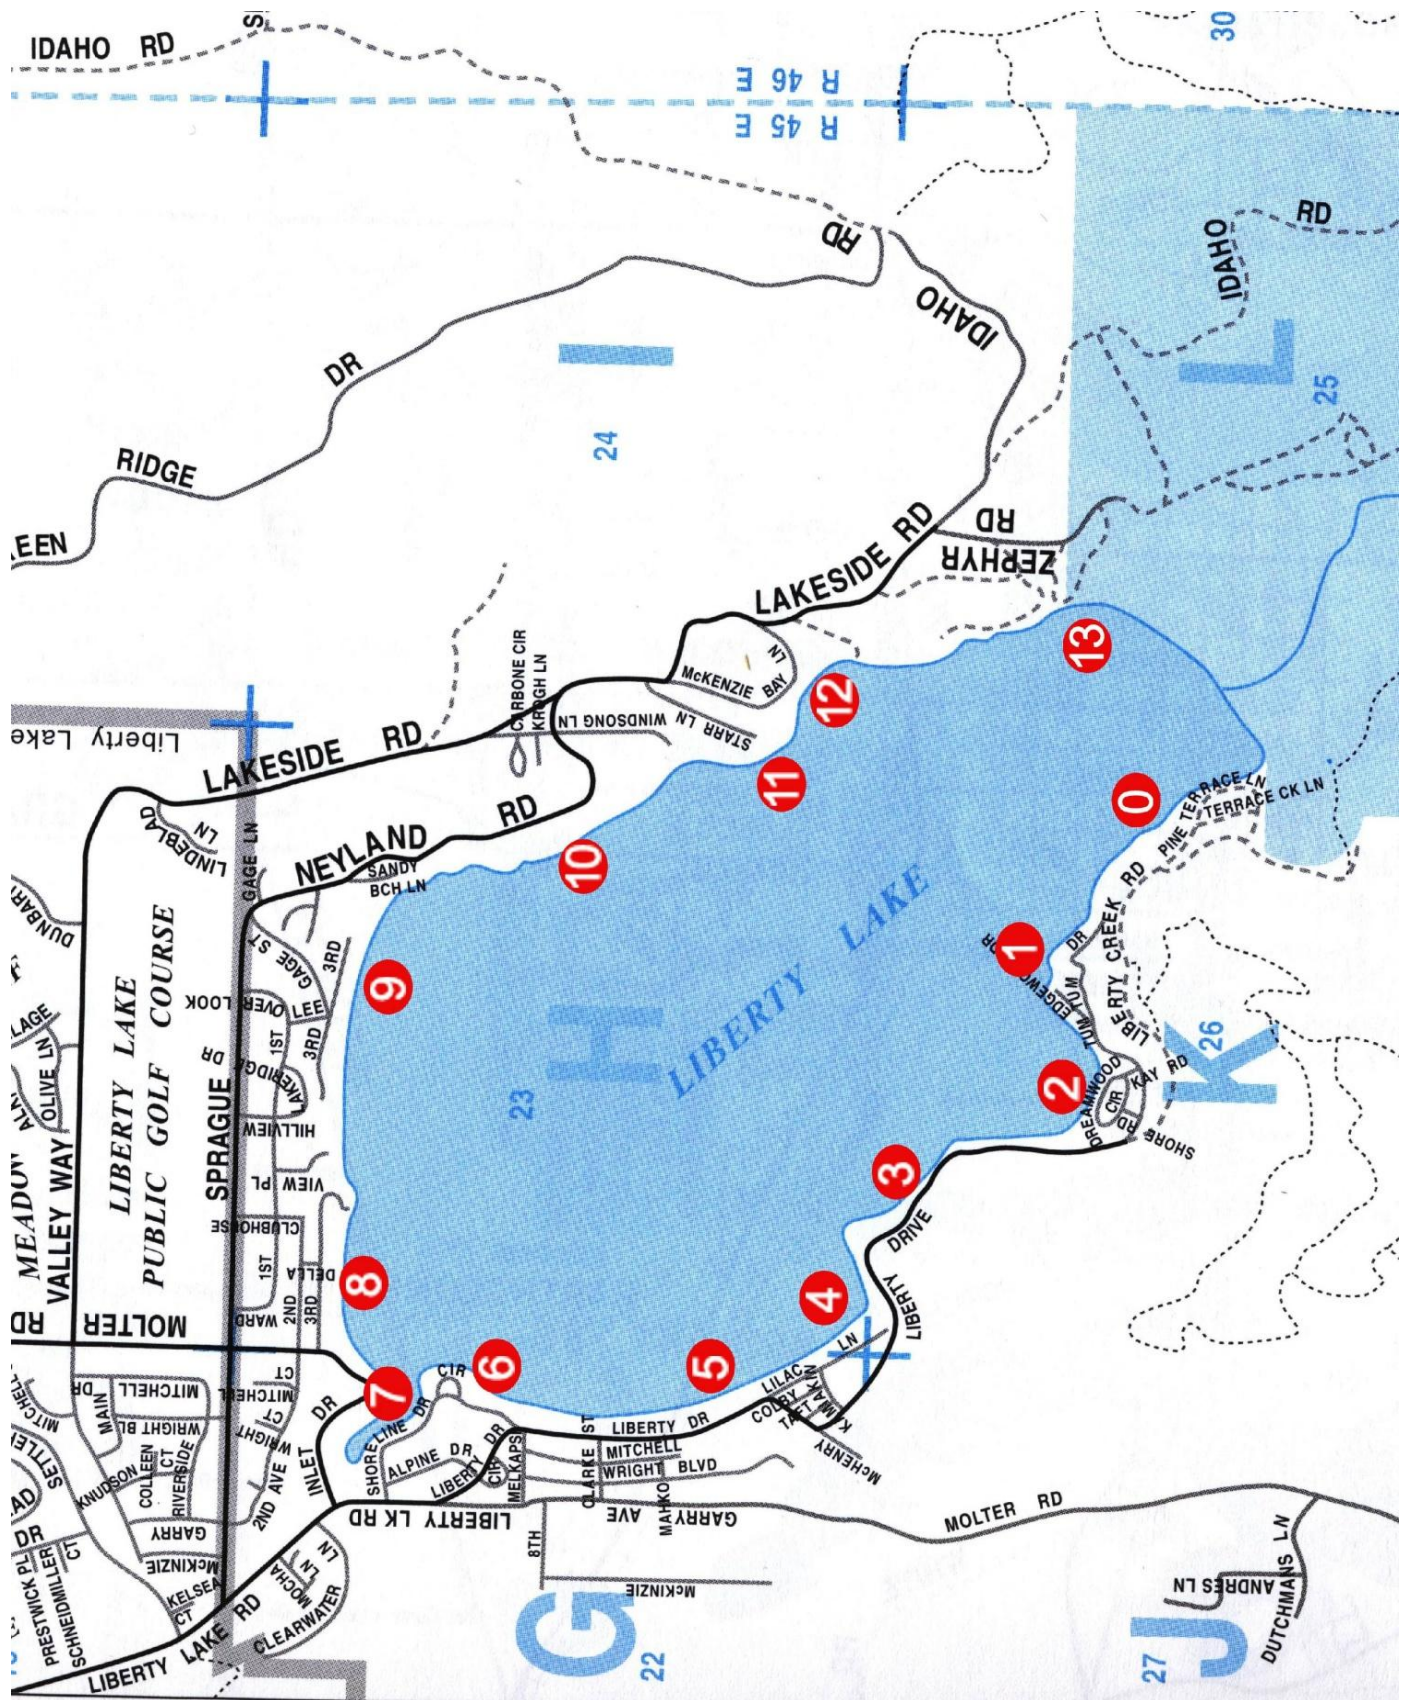 IDAHO RD
S
R 46 E
R 45 E
30
RD
IDAHO
IDAHO
RD
DR
24
I
L
25
RIDGE
EEN
LAKESIDE RD
ZEPHYR
RD
Liberty Lake
CARBONE CIR
KROGH LN
WINDSONG LN
McKENZIE
BAY
LN
STARR LN
LAKESIDE RD
LINDEBLAD
LN
GAGE LN
NEYLAND RD
SANDY
BCH LN
DUNBAR
LIBERTY LAKE
PUBLIC GOLF COURSE
OLIVE LN
MEADOW
VALLEY WAY
SPRAGUE
GAGE ST
OVER LOOK
LEE
3RD
1ST
3RD
LAKERIDGE DR
HILLVIEW
VIEW PL
CLUBHOUSE
1ST
DELLA
2ND
3RD
WARD
MOLTER
RD
23
H
LIBERTY LAKE
0
1
2
3
4
5
6
7
8
9
10
11
12
13
PINE TERRACE LN
TERRACE CK LN
LIBERTY CREEK RD
EDGEWOOD
DR
TUM TUM
DR
DREAMWOOD
CIR
KAY RD
SHORE
RD
26
K
LIBERTY DRIVE
LILAC
LN
COLBY
TAFT
MAKIN
McHENRY
LIBERTY DR
CLARKE ST
MITCHELL
WRIGHT BLVD
MAHKO
GARRY
AVE
MELKAPSI
CIR
8TH
McKINZIE
LIBERTY LK RD
SHORELINE DR
CIR
ALPINE DR
LIBERTY DR
INLET DR
MITCHELL
CT
WRIGHT
CT
2ND AVE
MITCHELL
MAIN
DR
WRIGHT BL
MITCHELL
SETTLER
KNUDSON
COLLEEN
CT
RIVERSIDE
GARRY
McKINZIE
KELSEA
CT
MOCHA
LN
LN
CLEARWATER
LIBERTY LAKE RD
DR
PRESTWICK PL
SCHNEIDMILLER
CT
G
22
MOLTER RD
27
J
ANDRES LN
DUTCHMANS LN